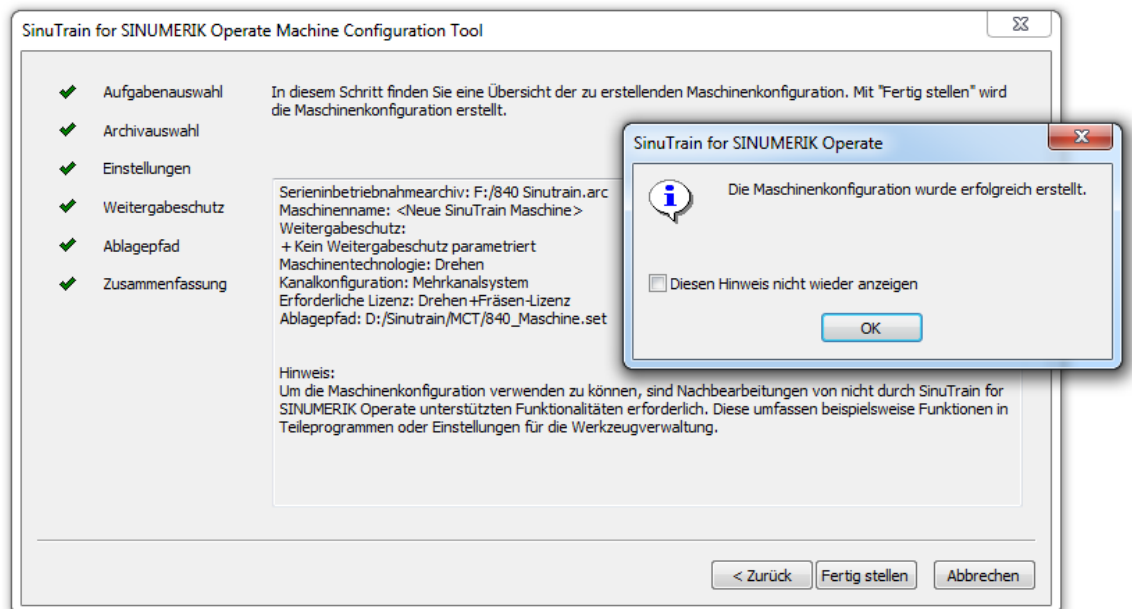 SinuTrain for SINUMERIK Operate Machine Configuration Tool
Aufgabenauswahl
Archivauswahl
Einstellungen
Weitergabeschutz
Ablagepfad
Zusammenfassung
In diesem Schritt finden Sie eine Übersicht der zu erstellenden Maschinenkonfiguration. Mit "Fertig stellen" wird
die Maschinenkonfiguration erstellt.
Serieninbetriebnahmearchiv: F:/840 Sinutrain.arc
Maschinenname: <Neue SinuTrain Maschine>
Weitergabeschutz:
+ Kein Weitergabeschutz parametriert
Maschinentechnologie: Drehen
Kanalkonfiguration: Mehrkanalsystem
Erforderliche Lizenz: Drehen+Fräsen-Lizenz
Ablagepfad: D:/Sinutrain/MCT/840_Maschine.set
Hinweis:
Um die Maschinenkonfiguration verwenden zu können, sind Nachbearbeitungen von nicht durch SinuTrain for
SINUMERIK Operate unterstützten Funktionalitäten erforderlich. Diese umfassen beispielsweise Funktionen in
Teileprogrammen oder Einstellungen für die Werkzeugverwaltung.
SinuTrain for SINUMERIK Operate
Die Maschinenkonfiguration wurde erfolgreich erstellt.
Diesen Hinweis nicht wieder anzeigen
OK
< Zurück
Fertig stellen
Abbrechen